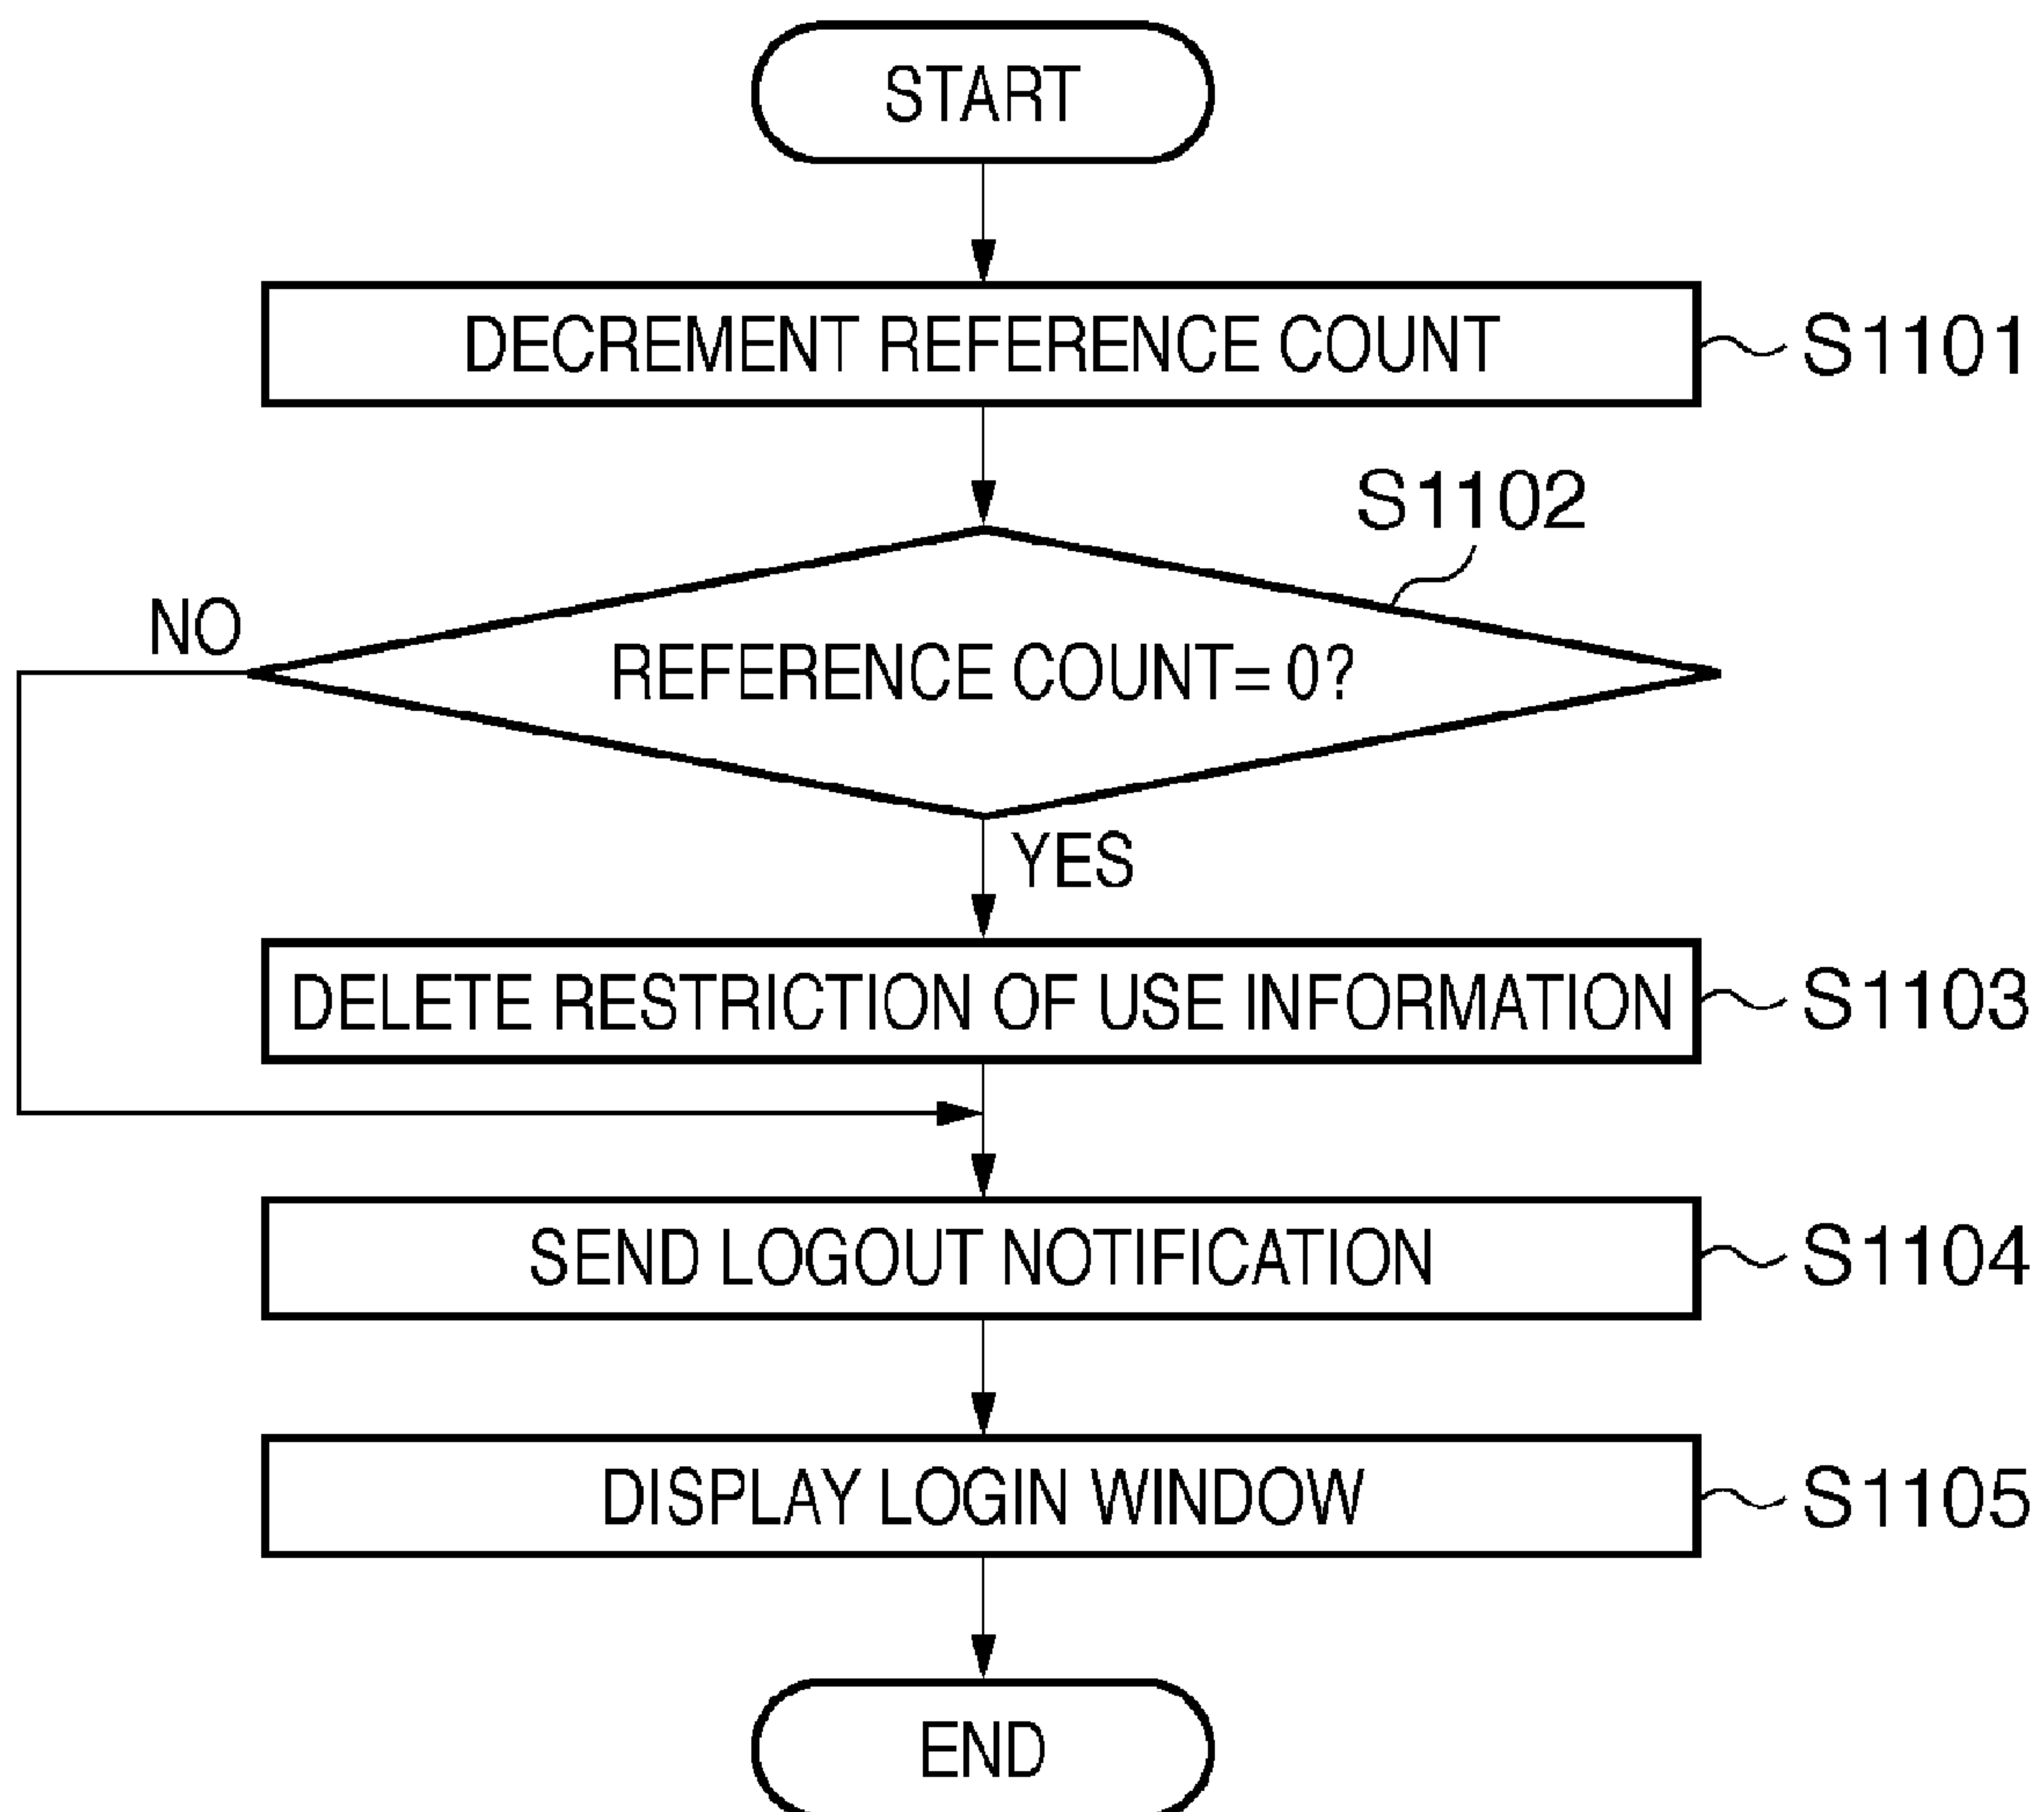 START
DECREMENT REFERENCE COUNT
S1101
S1102
NO
REFERENCE COUNT= 0?
YES
DELETE RESTRICTION OF USE INFORMATION
S1103
SEND LOGOUT NOTIFICATION
S1104
DISPLAY LOGIN WINDOW
S1105
END